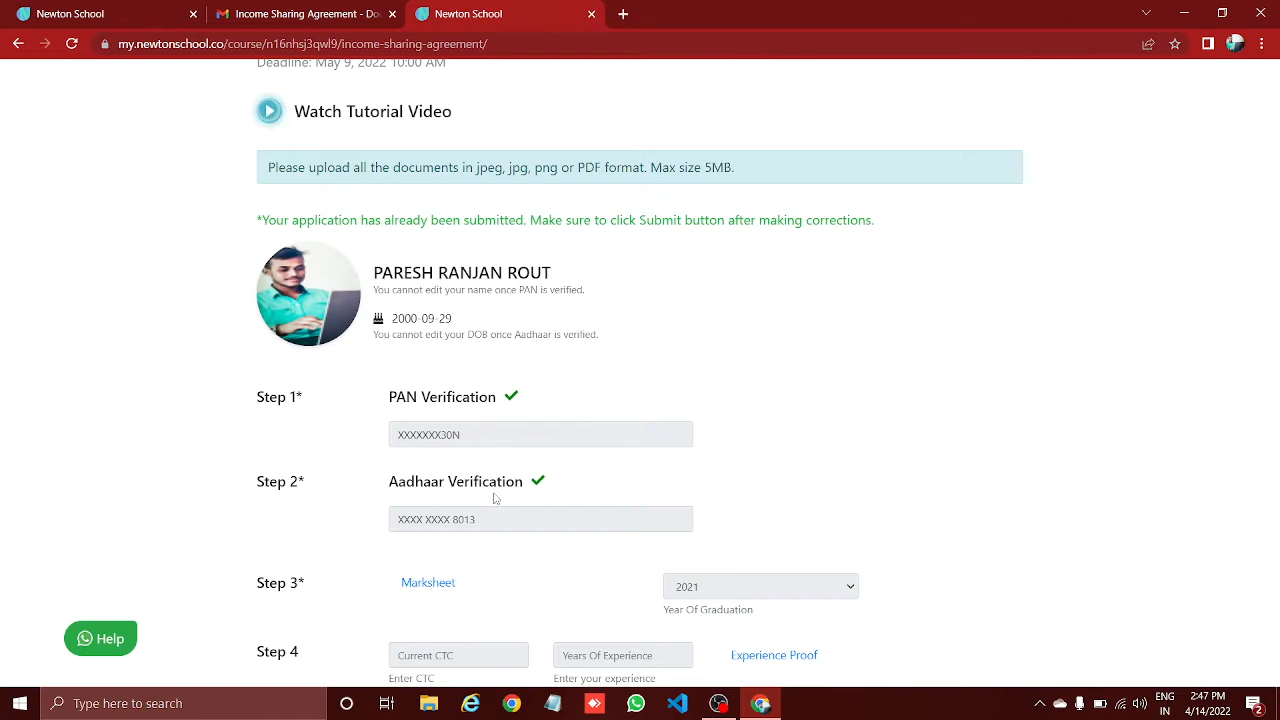 Newton School
Income Sharing Agreement - Do
Newton School
my.newtonschool.co/course/n16nhsj3qwl9/income-sharing-agreement/
Deadline: May 9, 2022 10:00 AM
Watch Tutorial Video
Please upload all the documents in jpeg, jpg, png or PDF format. Max size 5MB.
*Your application has already been submitted. Make sure to click Submit button after making corrections.
PARESH RANJAN ROUT
You cannot edit your name once PAN is verified.
2000-09-29
You cannot edit your DOB once Aadhaar is verified.
Step 1* PAN Verification
XXXXXXX30N
Step 2* Aadhaar Verification
XXXX XXXX 8013
Step 3* Marksheet 2021
Year Of Graduation
Help
Step 4 Current CTC Years Of Experience Experience Proof
Enter CTC Enter your experience
Type here to search
ENG 2:47 PM
IN 4/14/2022 2